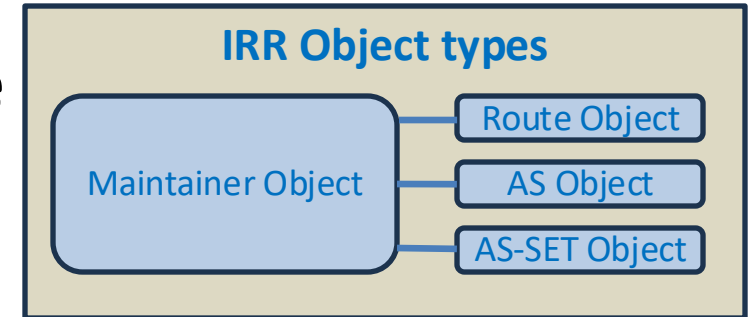 IRR Object types
Route Object
Maintainer Object
AS Object
AS-SET Object